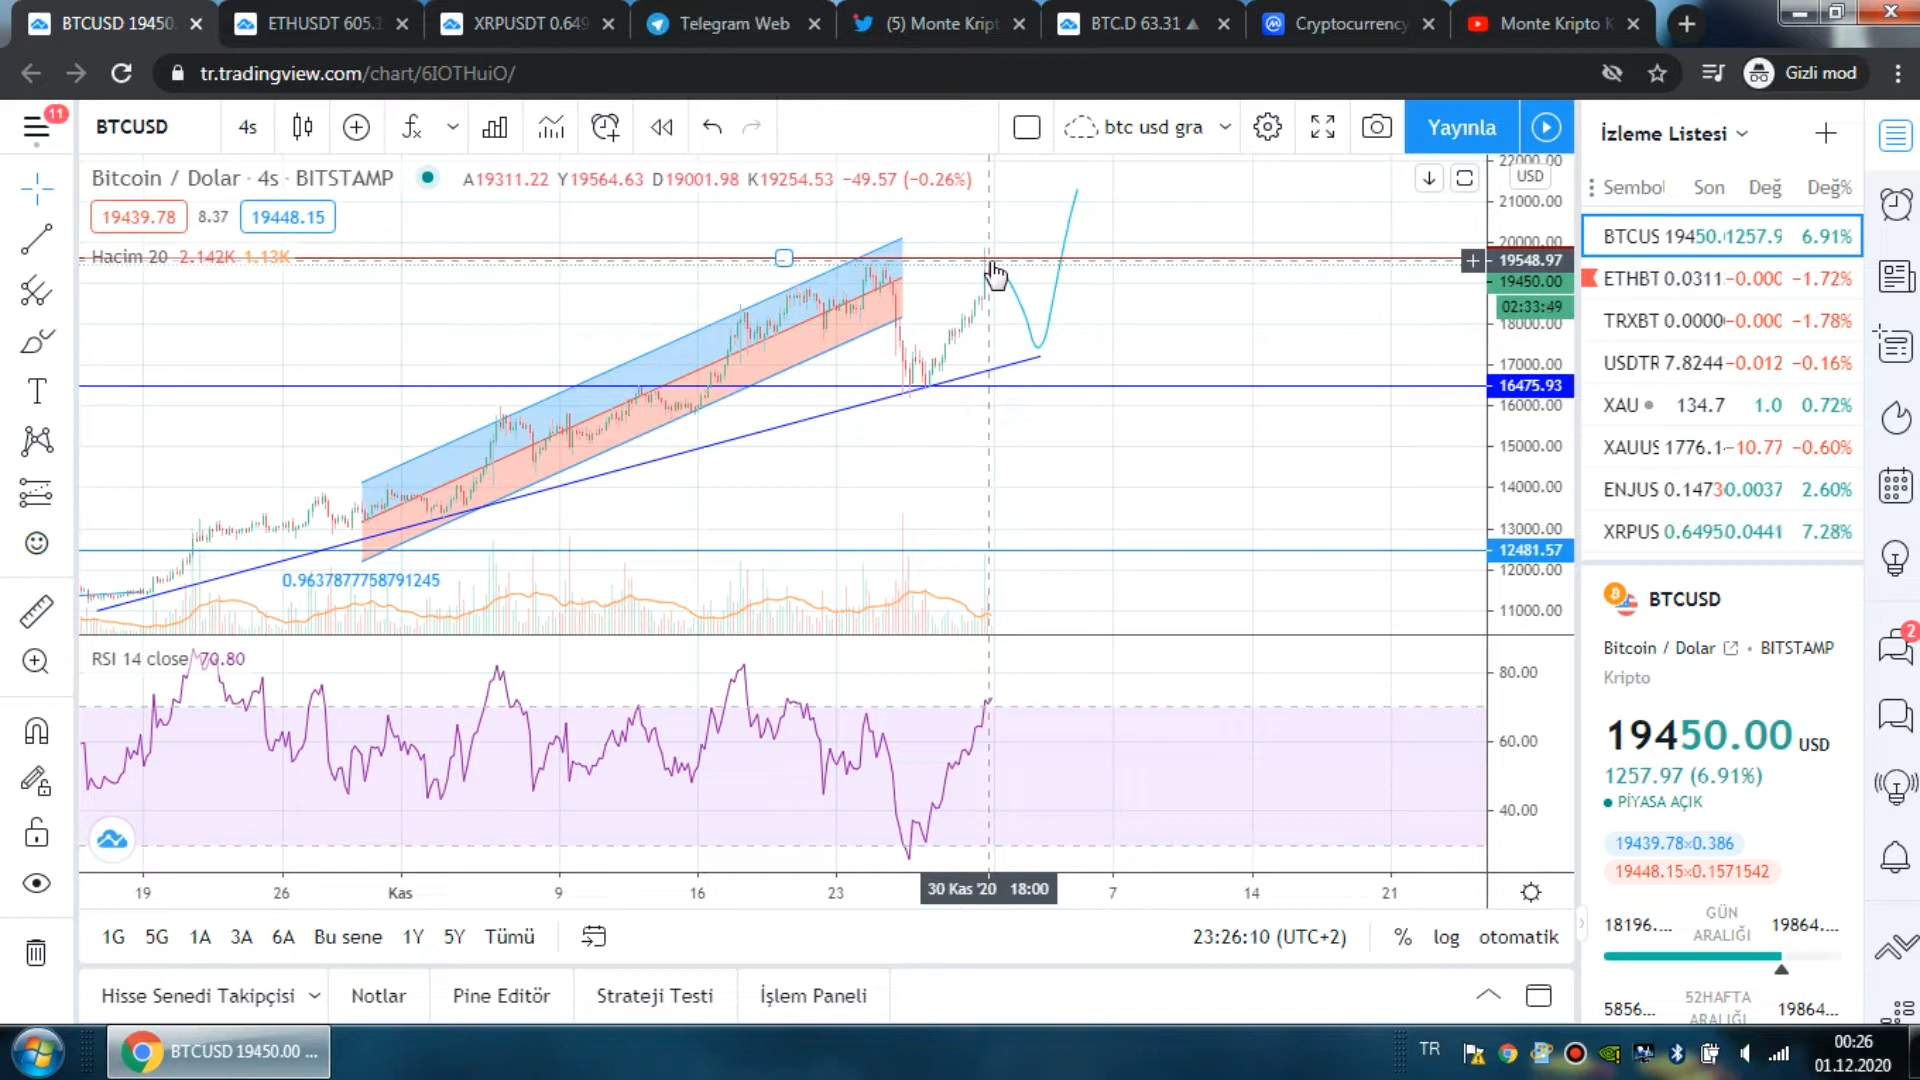 BTCUSD 19450.
ETHUSDT 605.
XRPUSDT 0.649
Telegram Web
(5) Monte Kript
BTC.D 63.31 ▲
Cryptocurrency
Monte Kripto K
tr.tradingview.com/chart/6IOTHuiO/
Gizli mod
11
BTCUSD
4s
btc usd gra
Yayınla
İzleme Listesi
Bitcoin / Dolar · 4s · BITSTAMP
A19311.22 Y19564.63 D19001.98 K19254.53 −49.57 (−0.26%)
19439.78 8.37 19448.15
Hacim 20 2.142K 1.13K
0.9637877758791245
22000.00
USD
21000.00
20000.00
19548.97
19450.00
02:33:49
18000.00
17000.00
16475.93
16000.00
15000.00
14000.00
13000.00
12481.57
12000.00
11000.00
RSI 14 close 70.80
80.00
60.00
40.00
19 26 Kas 9 16 23 30 Kas '20 18:00 7 14 21
1G 5G 1A 3A 6A Bu sene 1Y 5Y Tümü
23:26:10 (UTC+2) % log otomatik
Hisse Senedi Takipçisi Notlar Pine Editör Strateji Testi İşlem Paneli
Sembol Son Değ Değ%
BTCUS 19450. 1257.9 6.91%
ETHBT 0.0311 −0.000 −1.72%
TRXBT 0.0000 −0.000 −1.78%
USDTR 7.8244 −0.012 −0.16%
XAU 134.7 1.0 0.72%
XAUUS 1776.1 −10.77 −0.60%
ENJUS 0.1473 0.0037 2.60%
XRPUS 0.6495 0.0441 7.28%
BTCUSD
Bitcoin / Dolar • BITSTAMP
Kripto
19450.00 USD
1257.97 (6.91%)
PİYASA AÇIK
19439.78×0.386
19448.15×0.1571542
18196.... GÜN ARALIĞI 19864....
5856... 52HAFTA ARALIĞI 19864...
2
BTCUSD 19450.00 ...
TR
00:26
01.12.2020